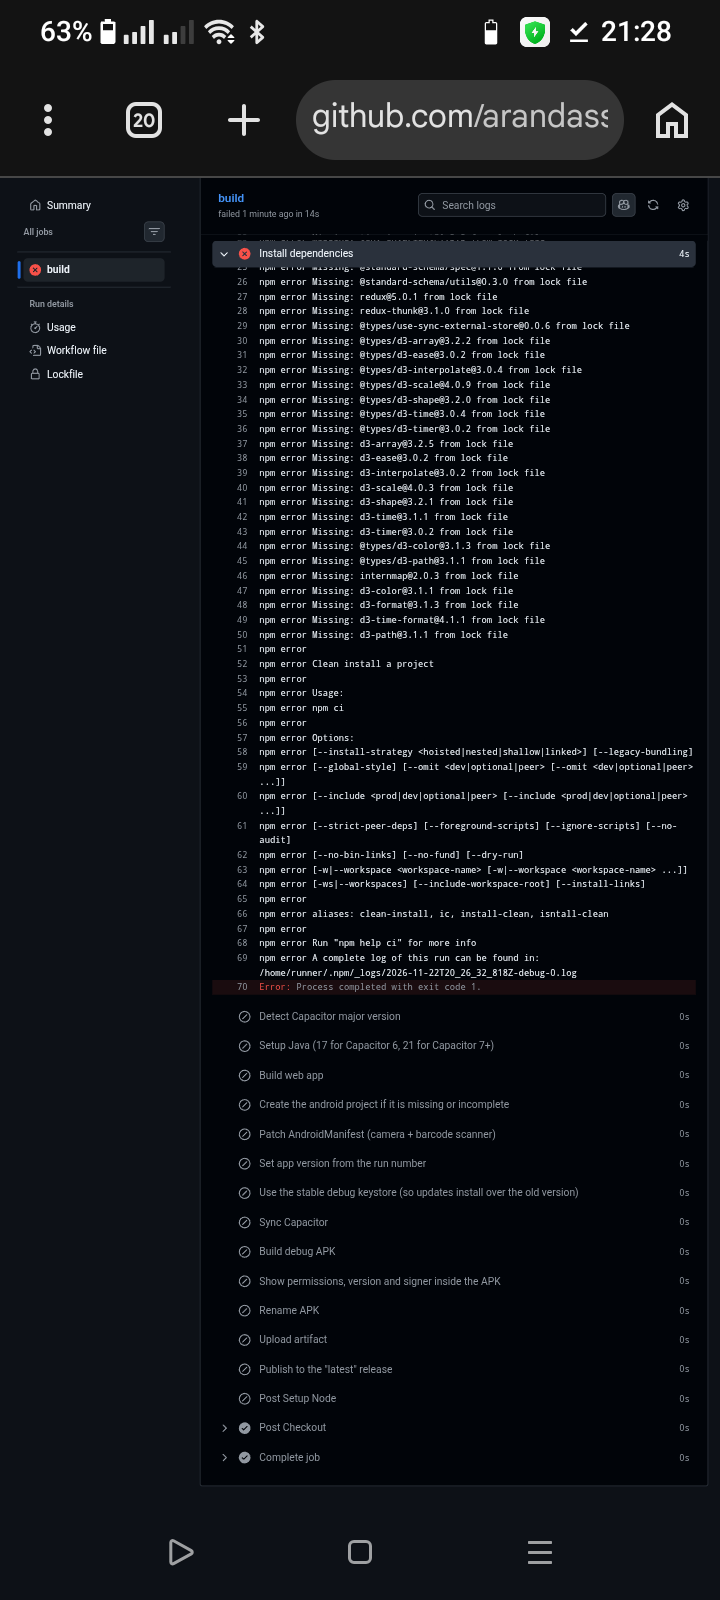 63%
21:28
20
github.com/arandass
Summary
All jobs
build
Run details
Usage
Workflow file
Lockfile
build
failed 1 minute ago in 14s
Search logs
Install dependencies 4s
25 npm error Missing: @standard-schema/spec@1.1.0 from lock file
26 npm error Missing: @standard-schema/utils@0.3.0 from lock file
27 npm error Missing: redux@5.0.1 from lock file
28 npm error Missing: redux-thunk@3.1.0 from lock file
29 npm error Missing: @types/use-sync-external-store@0.0.6 from lock file
30 npm error Missing: @types/d3-array@3.2.2 from lock file
31 npm error Missing: @types/d3-ease@3.0.2 from lock file
32 npm error Missing: @types/d3-interpolate@3.0.4 from lock file
33 npm error Missing: @types/d3-scale@4.0.9 from lock file
34 npm error Missing: @types/d3-shape@3.2.0 from lock file
35 npm error Missing: @types/d3-time@3.0.4 from lock file
36 npm error Missing: @types/d3-timer@3.0.2 from lock file
37 npm error Missing: d3-array@3.2.5 from lock file
38 npm error Missing: d3-ease@3.0.2 from lock file
39 npm error Missing: d3-interpolate@3.0.2 from lock file
40 npm error Missing: d3-scale@4.0.3 from lock file
41 npm error Missing: d3-shape@3.2.1 from lock file
42 npm error Missing: d3-time@3.1.1 from lock file
43 npm error Missing: d3-timer@3.0.2 from lock file
44 npm error Missing: @types/d3-color@3.1.3 from lock file
45 npm error Missing: @types/d3-path@3.1.1 from lock file
46 npm error Missing: internmap@2.0.3 from lock file
47 npm error Missing: d3-color@3.1.1 from lock file
48 npm error Missing: d3-format@3.1.3 from lock file
49 npm error Missing: d3-time-format@4.1.1 from lock file
50 npm error Missing: d3-path@3.1.1 from lock file
51 npm error
52 npm error Clean install a project
53 npm error
54 npm error Usage:
55 npm error npm ci
56 npm error
57 npm error Options:
58 npm error [--install-strategy <hoisted|nested|shallow|linked>] [--legacy-bundling]
59 npm error [--global-style] [--omit <dev|optional|peer> [--omit <dev|optional|peer>
...]]
60 npm error [--include <prod|dev|optional|peer> [--include <prod|dev|optional|peer>
...]]
61 npm error [--strict-peer-deps] [--foreground-scripts] [--ignore-scripts] [--no-
audit]
62 npm error [--no-bin-links] [--no-fund] [--dry-run]
63 npm error [-w|--workspace <workspace-name> [-w|--workspace <workspace-name> ...]]
64 npm error [-ws|--workspaces] [--include-workspace-root] [--install-links]
65 npm error
66 npm error aliases: clean-install, ic, install-clean, isntall-clean
67 npm error
68 npm error Run "npm help ci" for more info
69 npm error A complete log of this run can be found in:
/home/runner/.npm/_logs/2026-11-22T20_26_32_818Z-debug-0.log
70 Error: Process completed with exit code 1.
Detect Capacitor major version 0s
Setup Java (17 for Capacitor 6, 21 for Capacitor 7+) 0s
Build web app 0s
Create the android project if it is missing or incomplete 0s
Patch AndroidManifest (camera + barcode scanner) 0s
Set app version from the run number 0s
Use the stable debug keystore (so updates install over the old version) 0s
Sync Capacitor 0s
Build debug APK 0s
Show permissions, version and signer inside the APK 0s
Rename APK 0s
Upload artifact 0s
Publish to the "latest" release 0s
Post Setup Node 0s
Post Checkout 0s
Complete job 0s